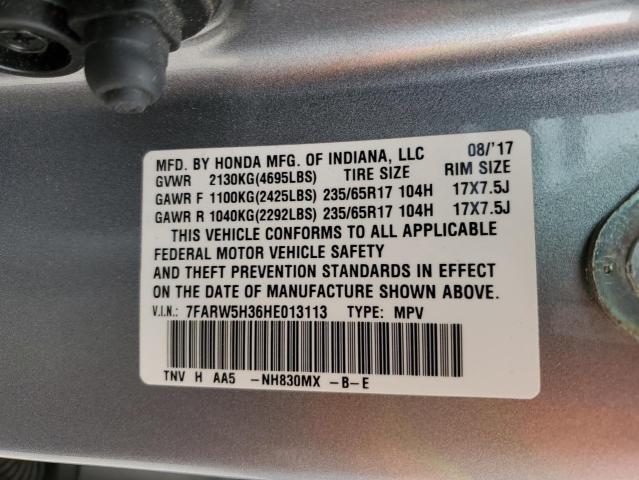 MFD. BY HONDA MFG. OF INDIANA, LLC 08/'17
GVWR 2130KG(4695LBS) TIRE SIZE RIM SIZE
GAWR F 1100KG(2425LBS) 235/65R17 104H 17X7.5J
GAWR R 1040KG(2292LBS) 235/65R17 104H 17X7.5J
THIS VEHICLE CONFORMS TO ALL APPLICABLE
FEDERAL MOTOR VEHICLE SAFETY
AND THEFT PREVENTION STANDARDS IN EFFECT
ON THE DATE OF MANUFACTURE SHOWN ABOVE.
V.I.N.: 7FARW5H36HE013113 TYPE: MPV
TNV H AA5 -NH830MX -B-E